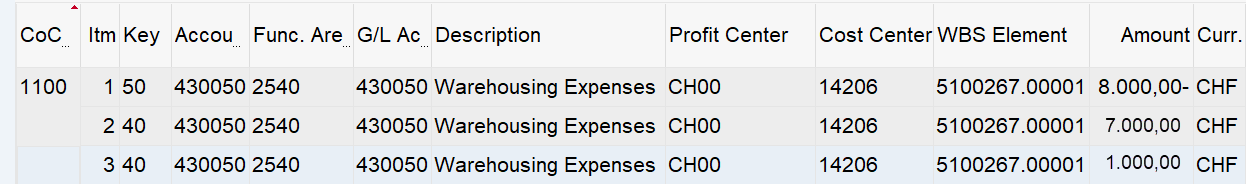 CoC.. Itm Key Accou.. Func. Are.. G/L Ac.. Description Profit Center Cost Center WBS Element Amount Curr.
1100 1 50 430050 2540 430050 Warehousing Expenses CH00 14206 5100267.00001 8.000,00- CHF
2 40 430050 2540 430050 Warehousing Expenses CH00 14206 5100267.00001 7.000,00 CHF
3 40 430050 2540 430050 Warehousing Expenses CH00 14206 5100267.00001 1.000,00 CHF